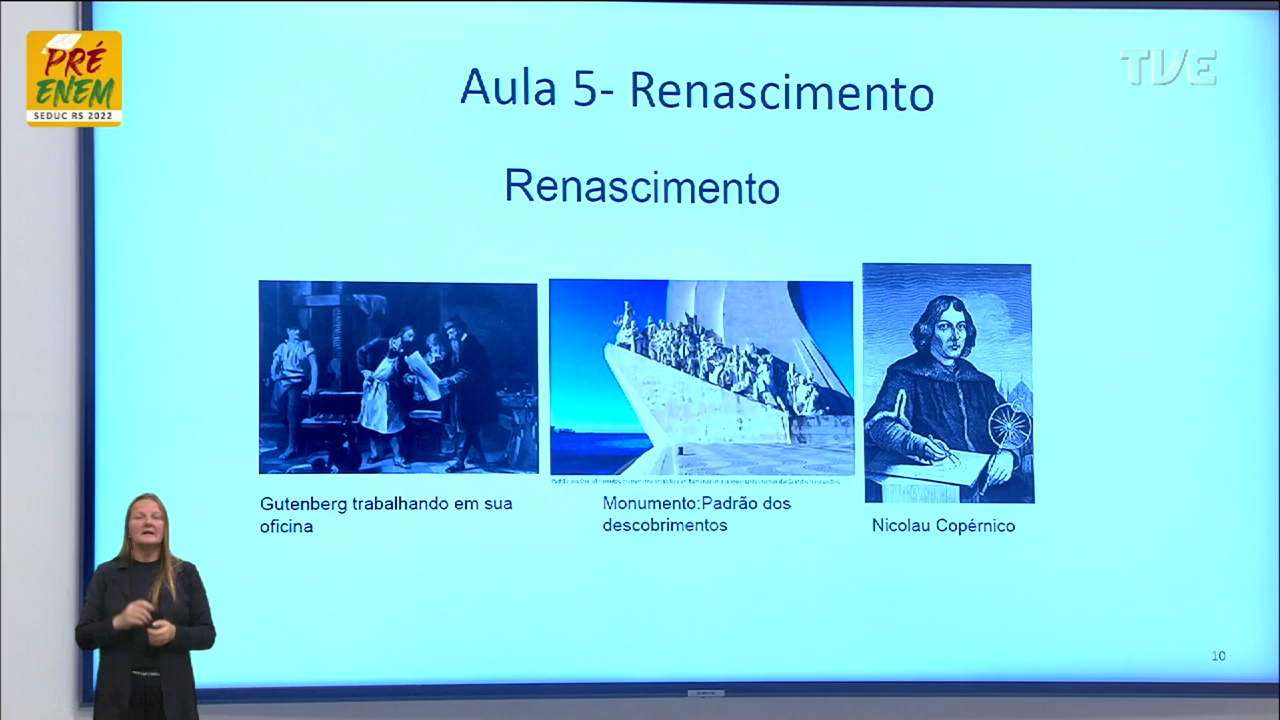 PRÉ
ENEM
SEDUC RS 2022
TVE
Aula 5- Renascimento
Renascimento
Gutenberg trabalhando em sua
oficina
Monumento:Padrão dos
descobrimentos
Nicolau Copérnico
10